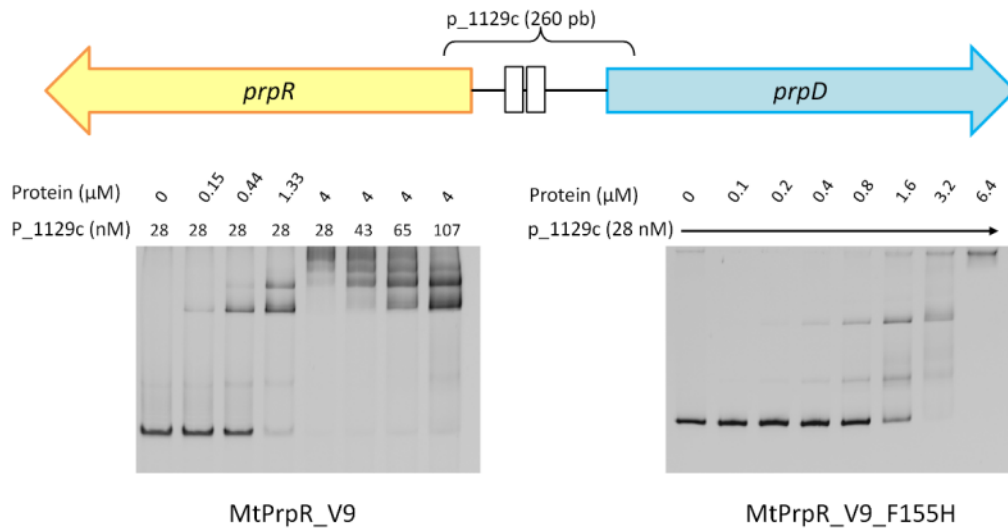 p_1129c (260 pb)
prpR prpD
Protein (µM) 0 0.15 0.44 1.33 4 4 4 4
P_1129c (nM) 28 28 28 28 28 43 65 107
MtPrpR_V9
Protein (µM) 0 0.1 0.2 0.4 0.8 1.6 3.2 6.4
p_1129c (28 nM)
MtPrpR_V9_F155H